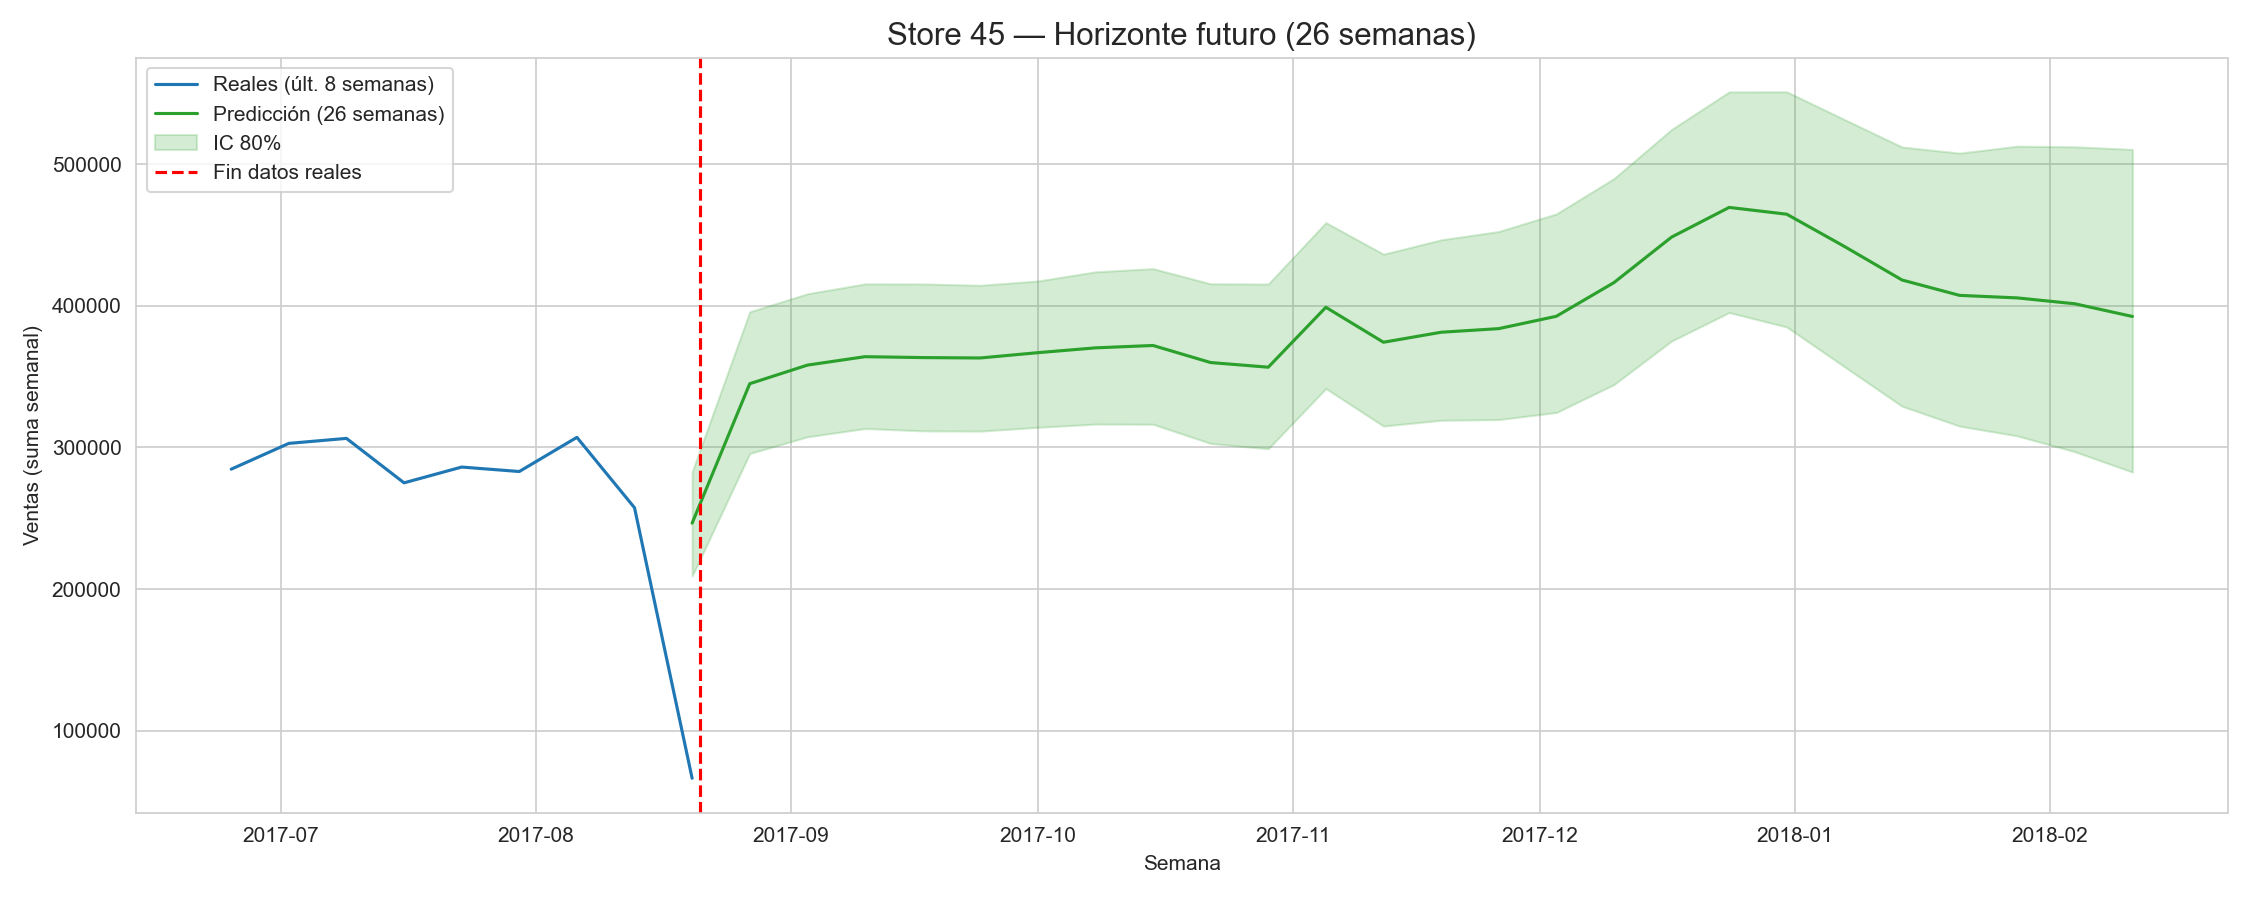 Store 45 — Horizonte futuro (26 semanas)
Reales (últ. 8 semanas)
Predicción (26 semanas)
IC 80%
Fin datos reales
Ventas (suma semanal)
500000
400000
300000
200000
100000
2017-07 2017-08 2017-09 2017-10 2017-11 2017-12 2018-01 2018-02
Semana